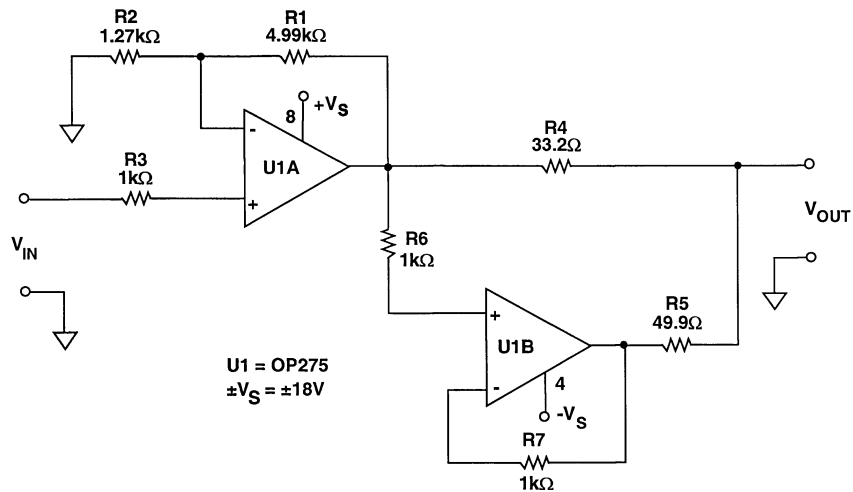 R2
1.27kΩ
R1
4.99kΩ
8
+VS
-
U1A
+
R3
1kΩ
VIN
R4
33.2Ω
VOUT
R6
1kΩ
+
U1B
-
4
-VS
R5
49.9Ω
R7
1kΩ
U1 = OP275
±VS = ±18V